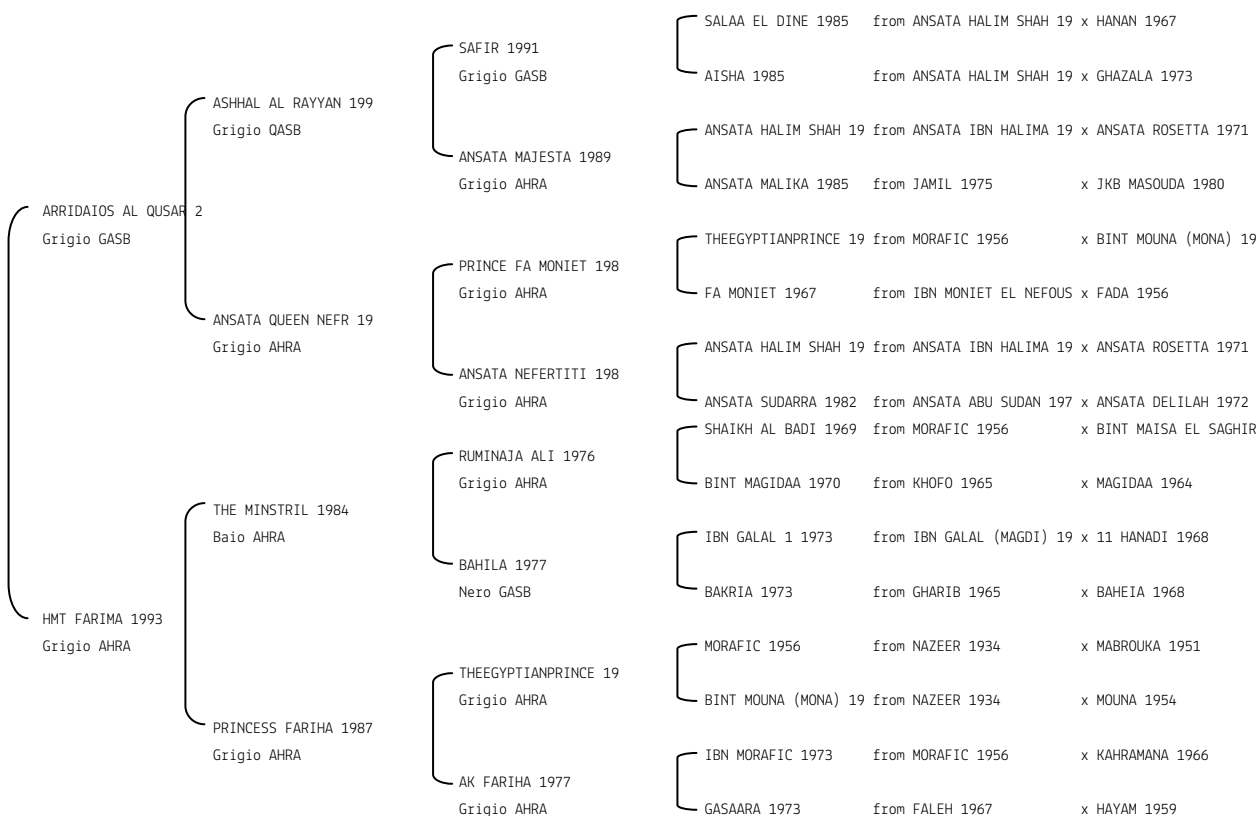 SALAA EL DINE 1985 from ANSATA HALIM SHAH 19 x HANAN 1967
SAFIR 1991
Grigio GASB
AISHA 1985 from ANSATA HALIM SHAH 19 x GHAZALA 1973
ASHHAL AL RAYYAN 199
Grigio QASB
ANSATA HALIM SHAH 19 from ANSATA IBN HALIMA 19 x ANSATA ROSETTA 1971
ANSATA MAJESTA 1989
Grigio AHRA
ANSATA MALIKA 1985 from JAMIL 1975 x JKB MASOUDA 1980
ARRIDAIOS AL QUSAR 2
Grigio GASB
THEEGYPTIANPRINCE 19 from MORAFIC 1956 x BINT MOUNA (MONA) 19
PRINCE FA MONIET 198
Grigio AHRA
FA MONIET 1967 from IBN MONIET EL NEFOUS x FADA 1956
ANSATA QUEEN NEFR 19
Grigio AHRA
ANSATA HALIM SHAH 19 from ANSATA IBN HALIMA 19 x ANSATA ROSETTA 1971
ANSATA NEFERTITI 198
Grigio AHRA
ANSATA SUDARRA 1982 from ANSATA ABU SUDAN 197 x ANSATA DELILAH 1972
SHAIKH AL BADI 1969 from MORAFIC 1956 x BINT MAISA EL SAGHIR
RUMINAJA ALI 1976
Grigio AHRA
BINT MAGIDAA 1970 from KHOFO 1965 x MAGIDAA 1964
THE MINSTRIL 1984
Baio AHRA
IBN GALAL 1 1973 from IBN GALAL (MAGDI) 19 x 11 HANADI 1968
BAHILA 1977
Nero GASB
BAKRIA 1973 from GHARIB 1965 x BAHEIA 1968
HMT FARIMA 1993
Grigio AHRA
MORAFIC 1956 from NAZEER 1934 x MABROUKA 1951
THEEGYPTIANPRINCE 19
Grigio AHRA
BINT MOUNA (MONA) 19 from NAZEER 1934 x MOUNA 1954
PRINCESS FARIHA 1987
Grigio AHRA
IBN MORAFIC 1973 from MORAFIC 1956 x KAHRAMANA 1966
AK FARIHA 1977
Grigio AHRA
GASAARA 1973 from FALEH 1967 x HAYAM 1959